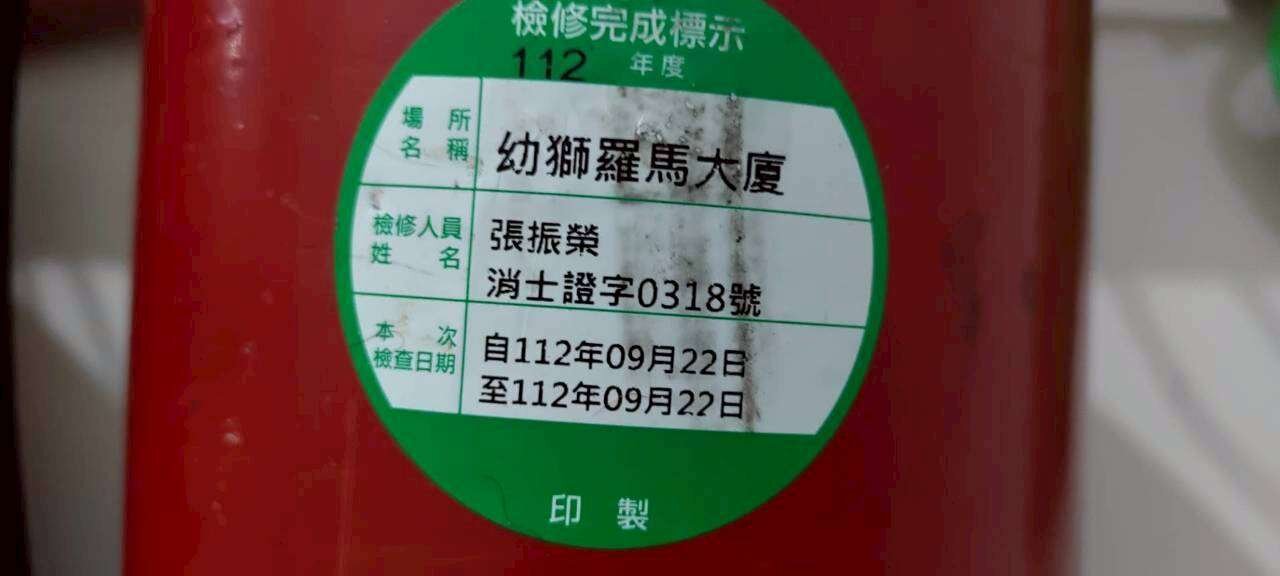 檢修完成標示
112 年度
場所名稱 幼獅羅馬大廈
檢修人員姓名 張振榮
消士證字0318號
本次檢查日期 自112年09月22日
至112年09月22日
印製